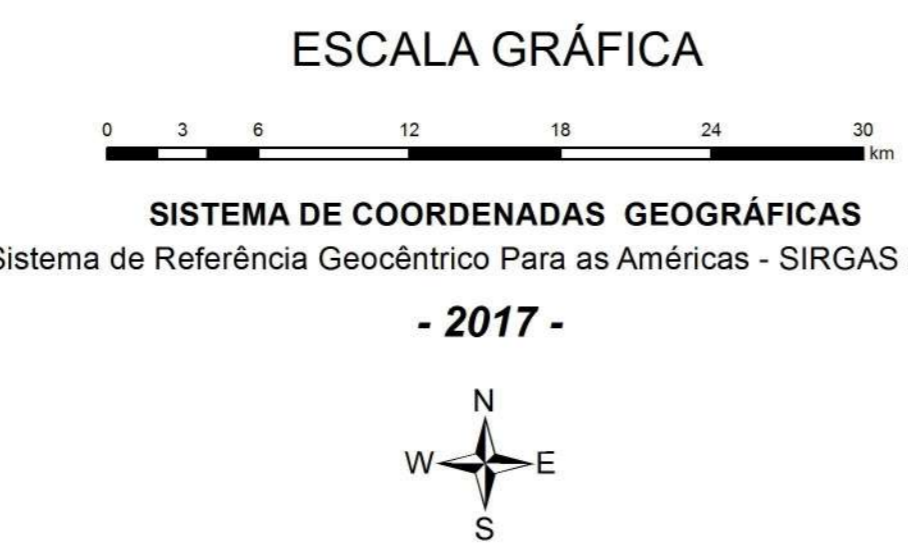 ESCALA GRÁFICA
0 3 6 12 18 24 30
km
SISTEMA DE COORDENADAS GEOGRÁFICAS
Sistema de Referência Geocêntrico Para as Américas - SIRGAS
- 2017 -
N
W E
S